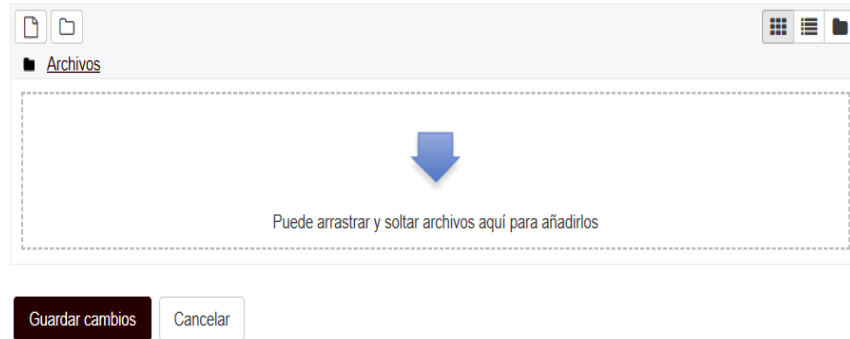 Archivos
Puede arrastrar y soltar archivos aquí para añadirlos
Guardar cambios Cancelar